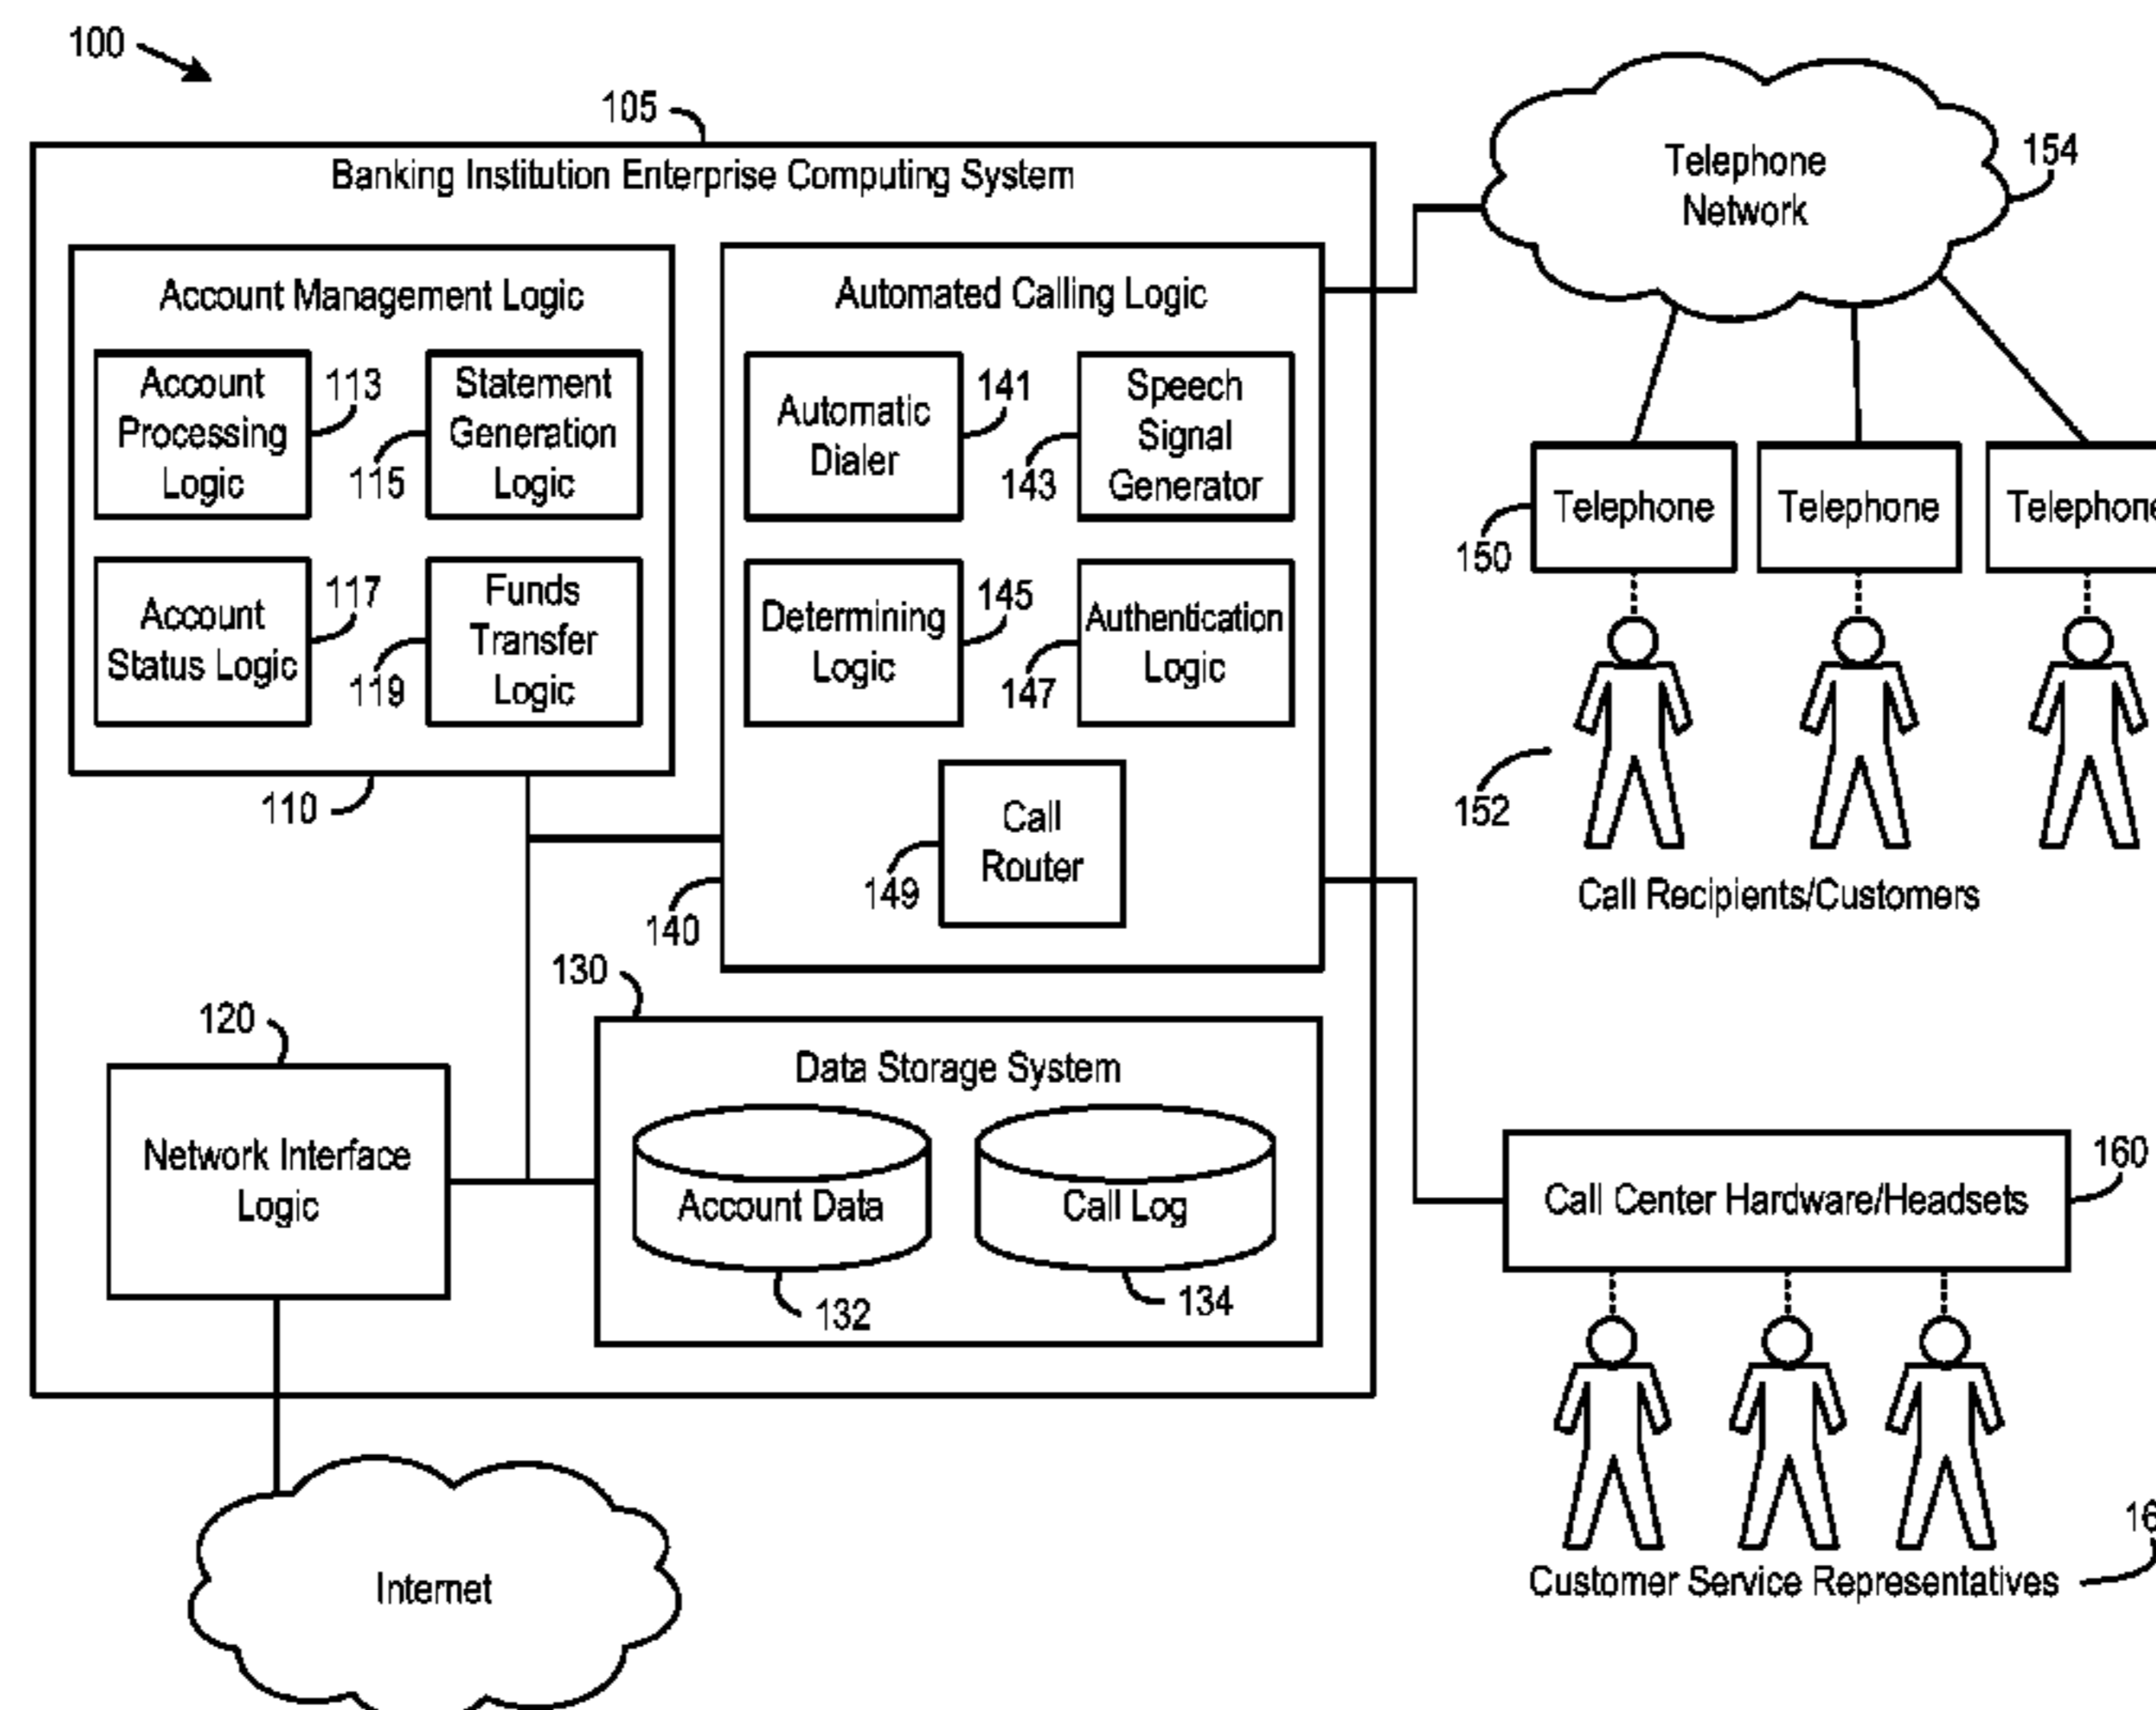 100
105
Banking Institution Enterprise Computing System
Account Management Logic
Account
Processing
Logic
113
115
Statement
Generation
Logic
Account
Status Logic
117
119
Funds
Transfer
Logic
110
Automated Calling Logic
Automatic
Dialer
141
143
Speech
Signal
Generator
Determining
Logic
145
147
Authentication
Logic
149
Call
Router
140
130
120
Network Interface
Logic
Data Storage System
Account Data
Call Log
132
134
Internet
Telephone
Network
154
Telephone
Telephone
Telephone
150
152
Call Recipients/Customers
160
Call Center Hardware/Headsets
Customer Service Representatives